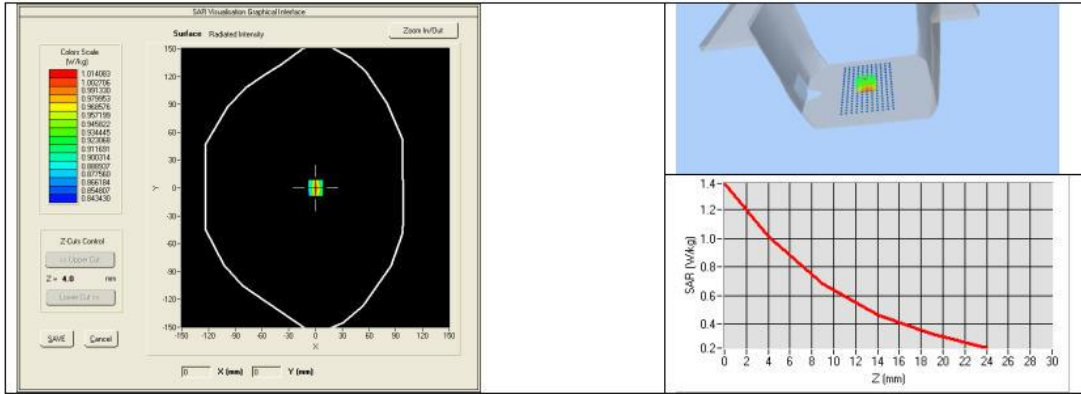 SAR Visualisation Graphical Interface
Surface Radiated Intensity
Zoom In/Out
Colors Scale
(W/kg)
1.014083
1.002706
0.991330
0.979953
0.968576
0.957199
0.945822
0.934445
0.923068
0.911691
0.900314
0.888937
0.877560
0.866184
0.854807
0.843430
Z-Cuts Control
<< Upper Cut
Z = 4.0 mm
Lower Cut >>
SAVE Cancel
150-
120-
90-
60-
30-
Y 0-
-30-
-60-
-90-
-120-
-150-
-150 -120 -90 -60 -30 0 30 60 90 120 150
X
0 X (mm) 0 Y (mm)
1.4
1.2
1.0
0.8
0.6
0.4
0.2
SAR (W/kg)
0 2 4 6 8 10 12 14 16 18 20 22 24 26 28 30
Z (mm)